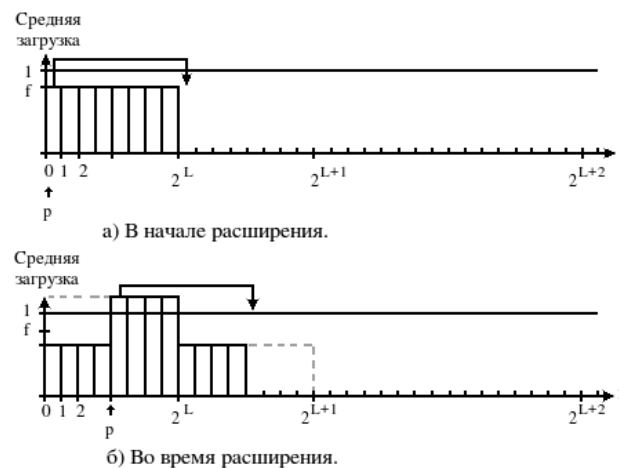 Средняя
загрузка
1
f
0 1 2
2^L
2^L+1
2^L+2
p
а) В начале расширения.
Средняя
загрузка
1
f
0 1 2
2^L
2^L+1
2^L+2
p
б) Во время расширения.